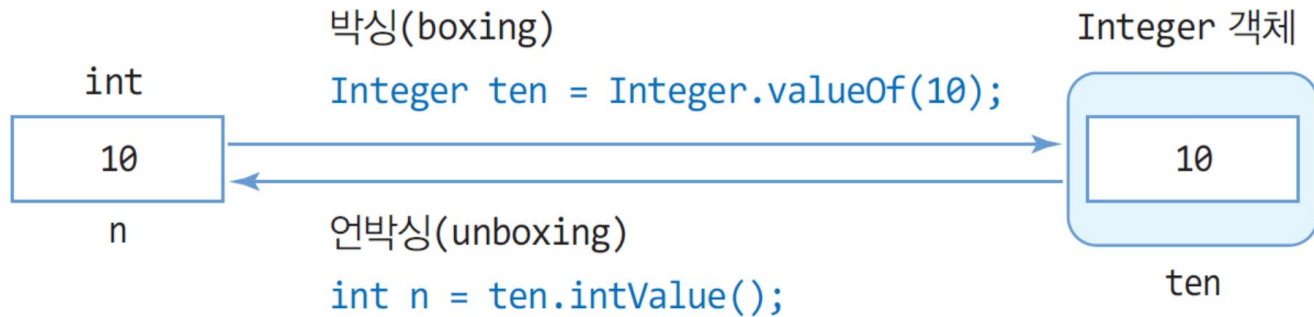 박싱(boxing)
Integer 객체
int
Integer ten = Integer.valueOf(10);
10
10
n
언박싱(unboxing)
ten
int n = ten.intValue();